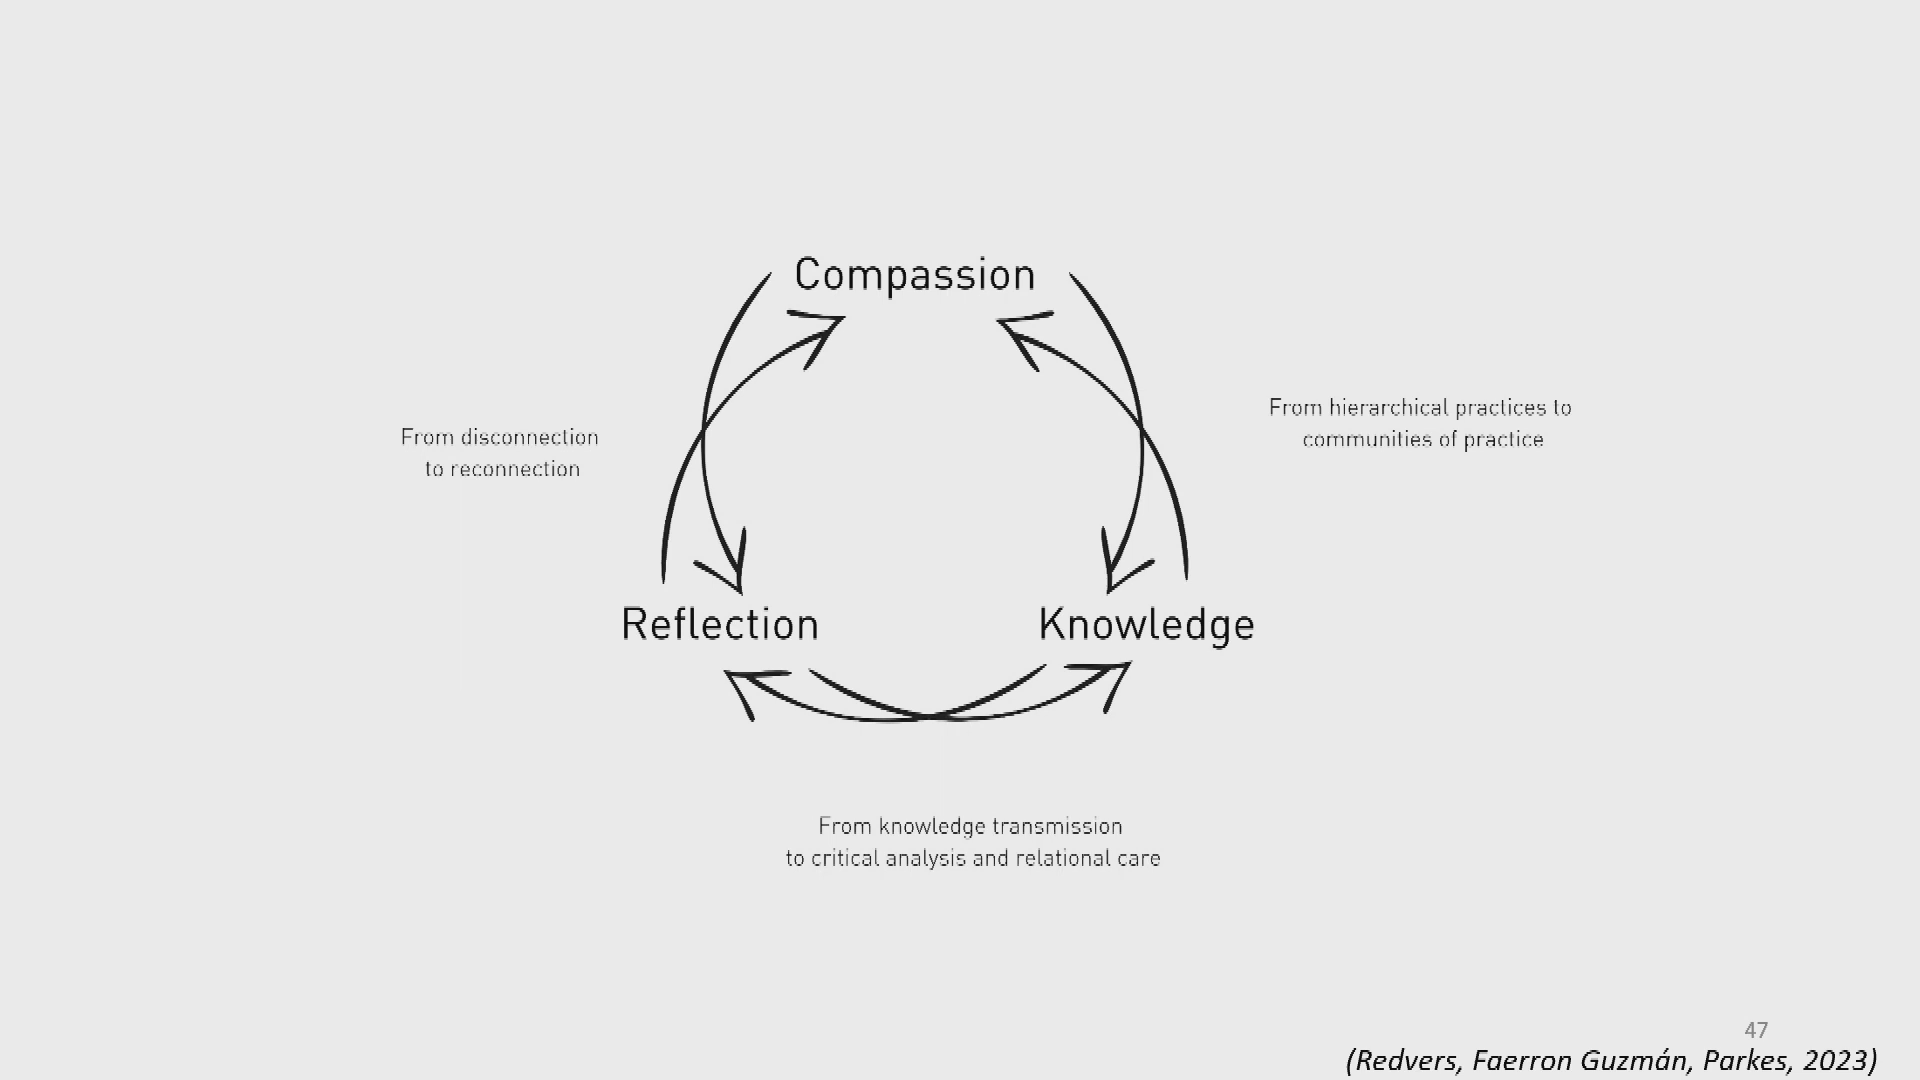 Compassion
From hierarchical practices to
communities of practice
From disconnection
to reconnection
Reflection
Knowledge
From knowledge transmission
to critical analysis and relational care
47
(Redvers, Faerron Guzmán, Parkes, 2023)